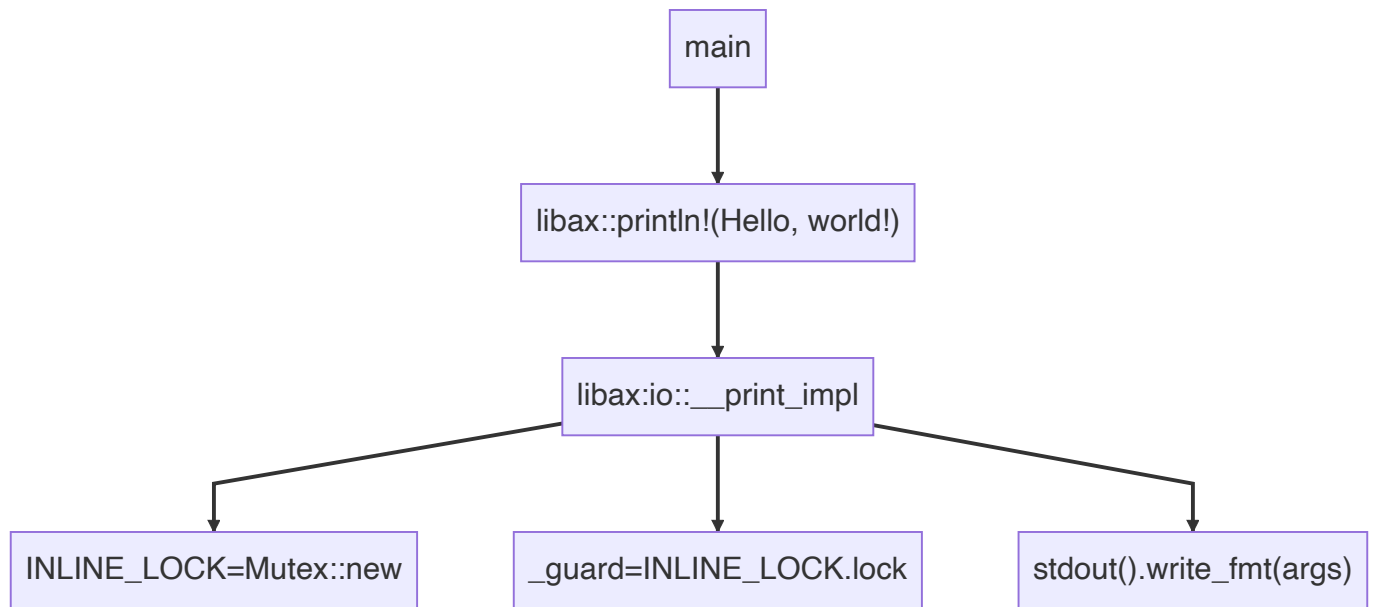 main
libax::println!(Hello, world!)
libax:io::__print_impl
INLINE_LOCK=Mutex::new
_guard=INLINE_LOCK.lock
stdout().write_fmt(args)